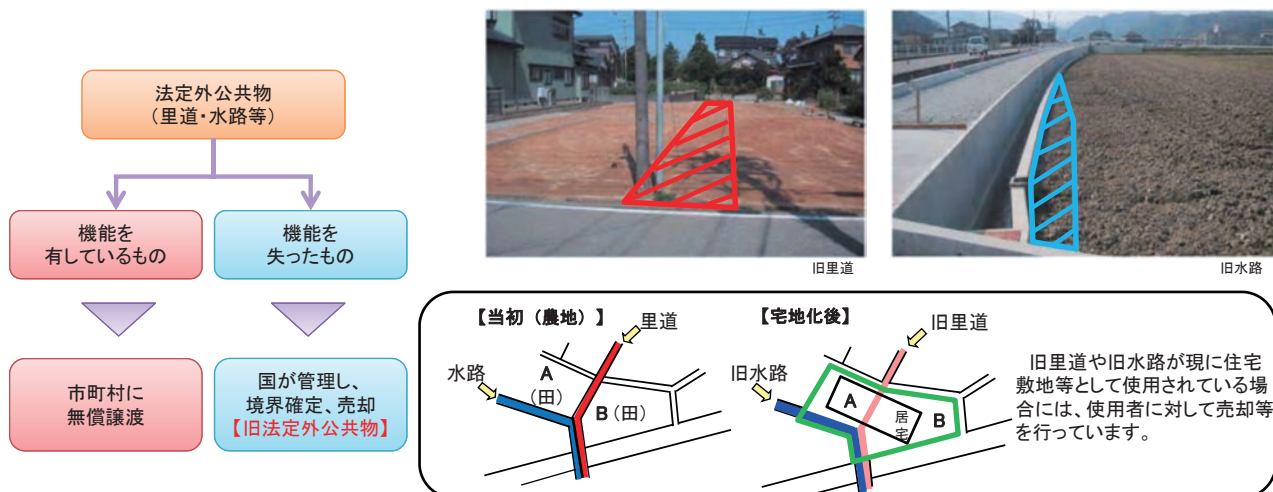 法定外公共物
(里道・水路等)
機能を
有しているもの
機能を
失ったもの
市町村に
無償譲渡
国が管理し、
境界確定、売却
【旧法定外公共物】
旧里道
旧水路
【当初（農地）】
里道
水路
A
（田）
B（田）
【宅地化後】
旧里道
旧水路
A
居宅
B
旧里道や旧水路が現に住宅
敷地等として使用されている場
合には、使用者に対して売却等
を行っています。